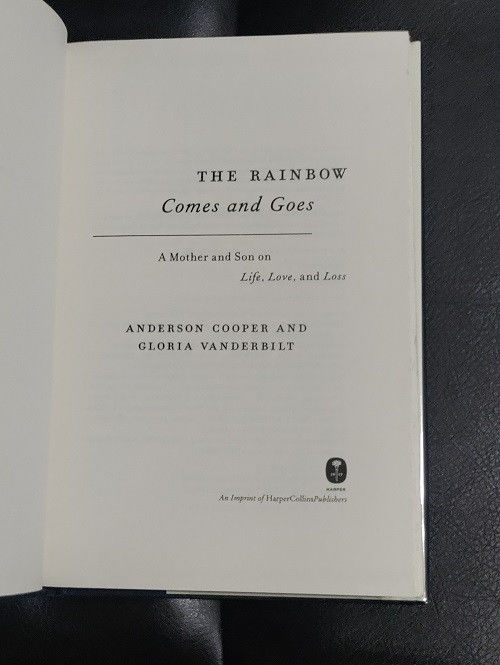 THE RAINBOW
Comes and Goes
A Mother and Son on
Life, Love, and Loss
ANDERSON COOPER AND
GLORIA VANDERBILT
HARPER
An Imprint of HarperCollinsPublishers